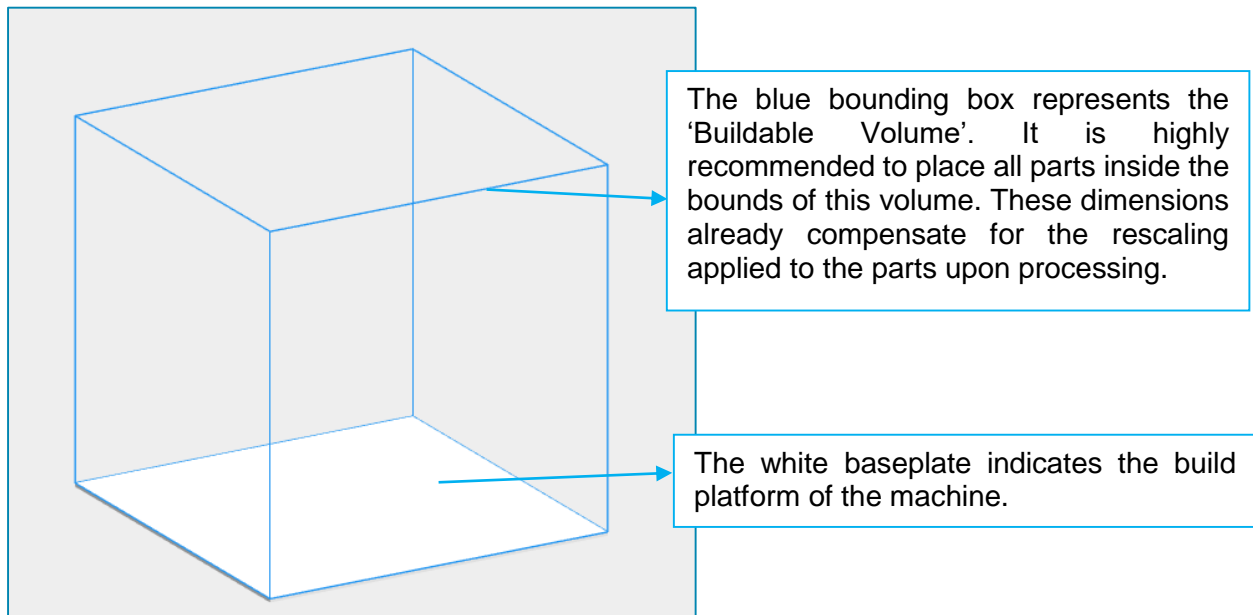 The blue bounding box represents the
‘Buildable Volume’. It is highly
recommended to place all parts inside the
bounds of this volume. These dimensions
already compensate for the rescaling
applied to the parts upon processing.
The white baseplate indicates the build
platform of the machine.